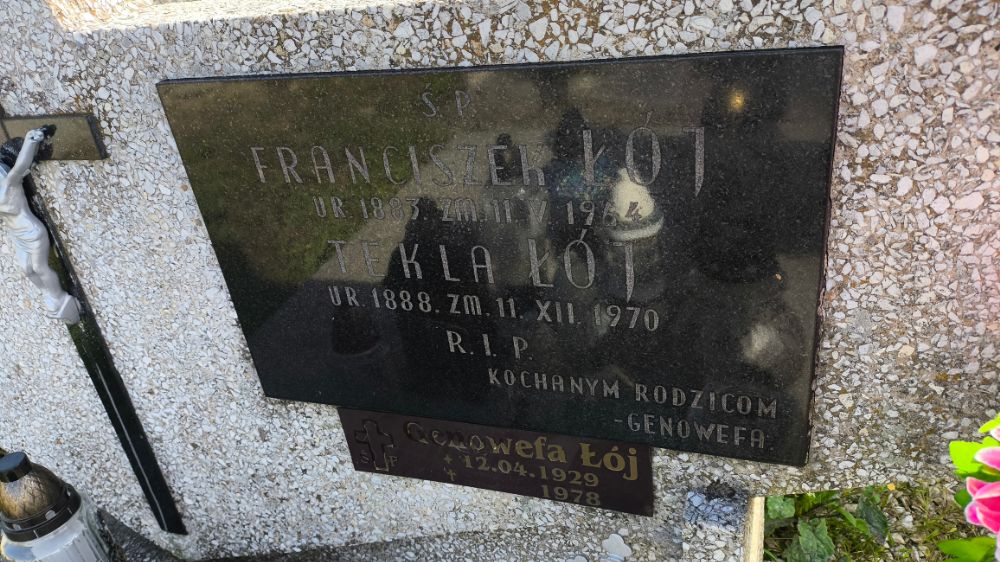 Ś.P.
FRANCISZEK ŁÓJ
UR. 1883. ZM. 11. V. 1964
TEKLA ŁÓJ
UR. 1888. ZM. 11. XII. 1970
R. I. P.
KOCHANYM RODZICOM
-GENOWEFA
Ś P
Genowefa Łój
12.04.1929
✝ 1978